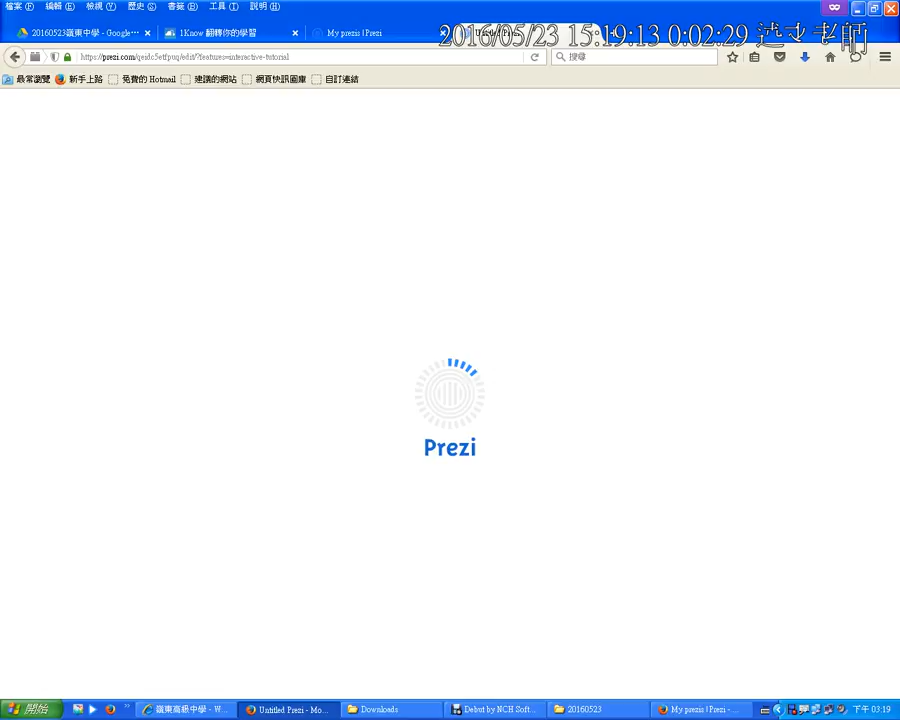 檔案(F) 編輯(E) 檢視(V) 歷史(S) 書籤(B) 工具(T) 說明(H)
20160523嶺東中學 - Google… × 1Know 翻轉你的學習 × My prezis | Prezi
2016/05/23 15:19:13 0:02:29 老師
https://prezi.com/qeidc5etfpuq/edit/?features=interactive-tutorial 搜尋
最常瀏覽 新手上路 免費的 Hotmail 建議的網站 網頁快訊圖庫 自訂連結
Prezi
開始 嶺東高級中學 - W... Untitled Prezi - Mo... Downloads Debut by NCH Soft... 20160523 My prezis | Prezi - ... 下午 03:19